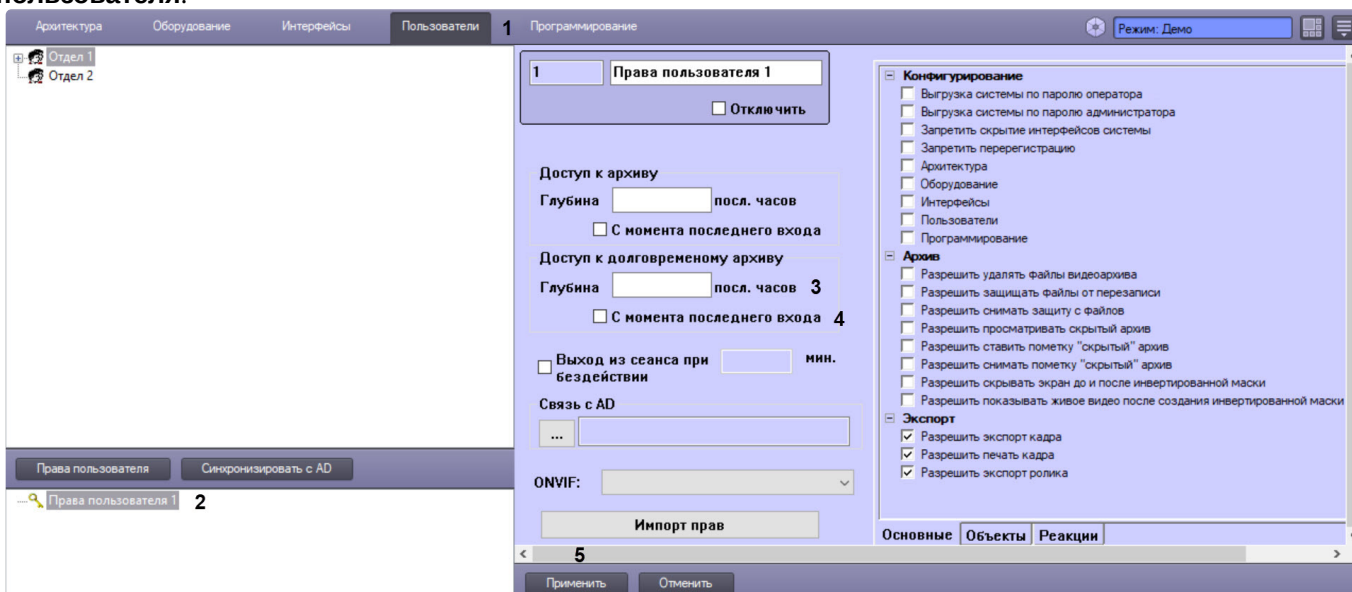 пользователя.
Архитектура Оборудование Интерфейсы Пользователи 1 Программирование Режим: Демо
Отдел 1
Отдел 2
1 Права пользователя 1
Отключить
Доступ к архиву
Глубина посл. часов
С момента последнего входа
Доступ к долговременому архиву
Глубина посл. часов 3
С момента последнего входа 4
Выход из сеанса при мин.
бездействии
Связь с AD
...
ONVIF:
Импорт прав
5
Применить Отменить
Конфигурирование
Выгрузка системы по паролю оператора
Выгрузка системы по паролю администратора
Запретить скрытие интерфейсов системы
Запретить перерегистрацию
Архитектура
Оборудование
Интерфейсы
Пользователи
Программирование
Архив
Разрешить удалять файлы видеоархива
Разрешить защищать файлы от перезаписи
Разрешить снимать защиту с файлов
Разрешить просматривать скрытый архив
Разрешить ставить пометку "скрытый" архив
Разрешить снимать пометку "скрытый" архив
Разрешить скрывать экран до и после инвертированной маски
Разрешить показывать живое видео после создания инвертированной маски
Экспорт
Разрешить экспорт кадра
Разрешить печать кадра
Разрешить экспорт ролика
Основные Объекты Реакции
Права пользователя Синхронизировать с AD
Права пользователя 1 2